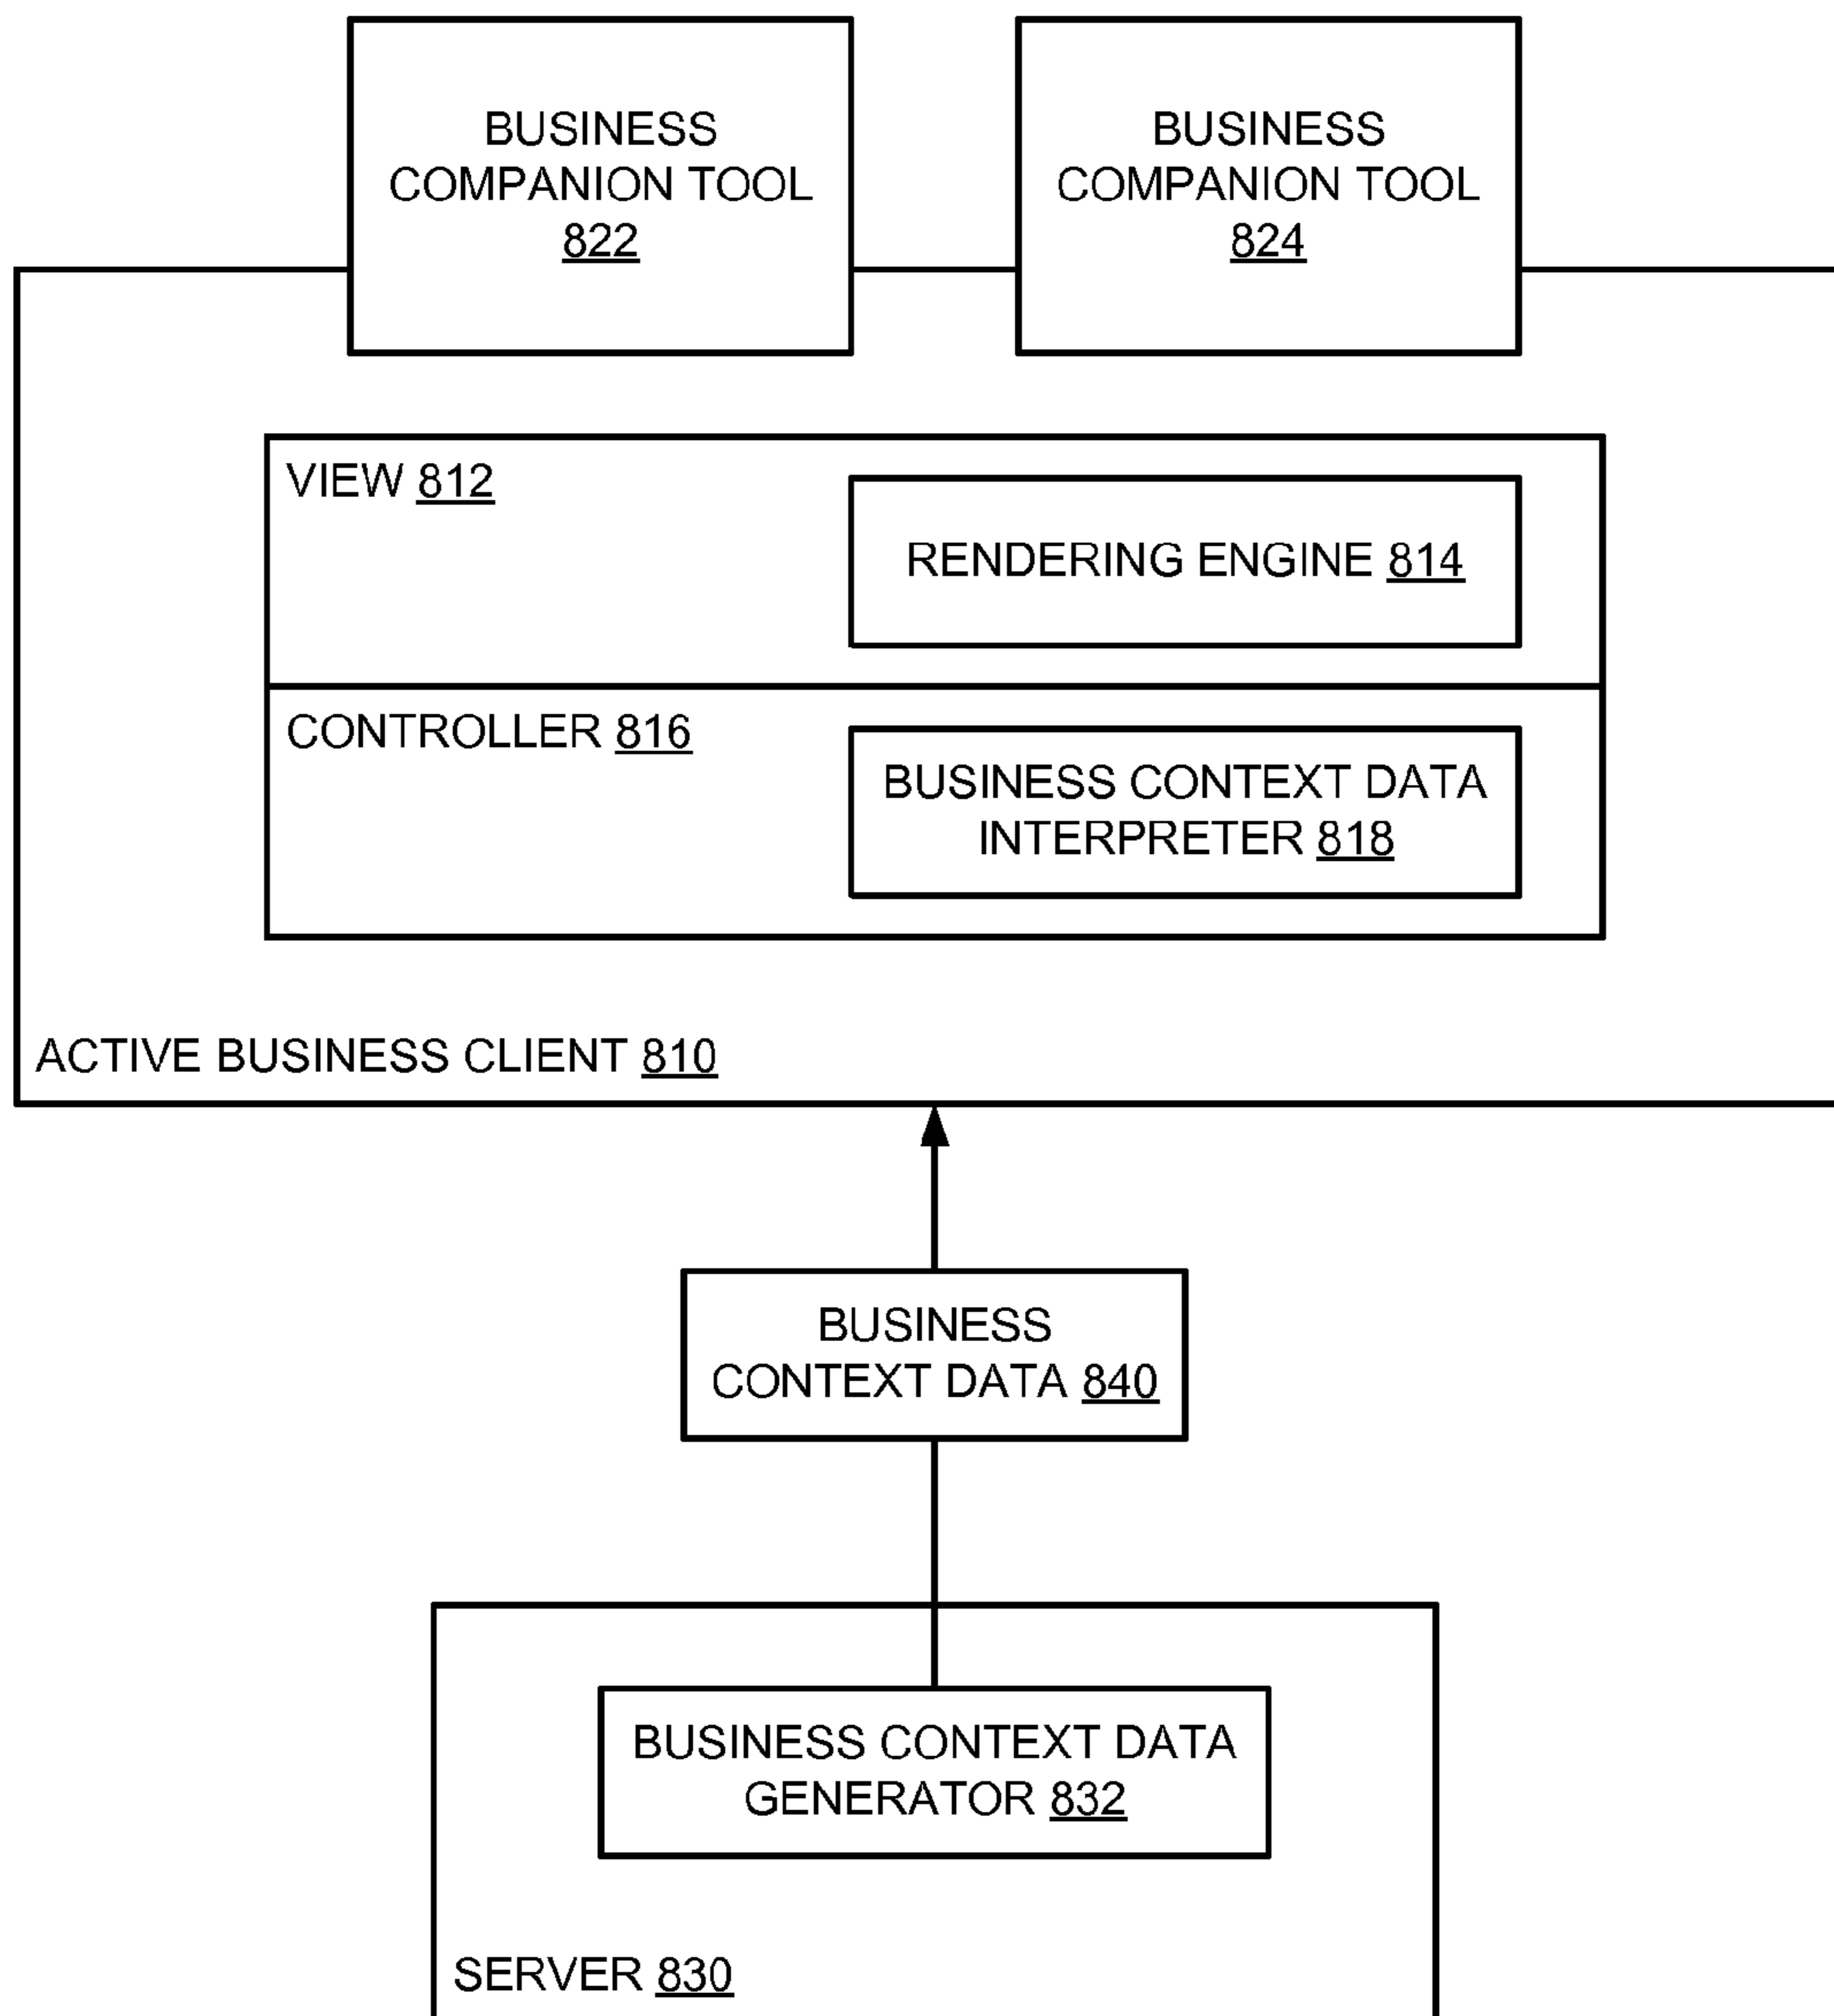 BUSINESS
COMPANION TOOL
822
BUSINESS
COMPANION TOOL
824
VIEW 812
RENDERING ENGINE 814
CONTROLLER 816
BUSINESS CONTEXT DATA
INTERPRETER 818
ACTIVE BUSINESS CLIENT 810
BUSINESS
CONTEXT DATA 840
BUSINESS CONTEXT DATA
GENERATOR 832
SERVER 830